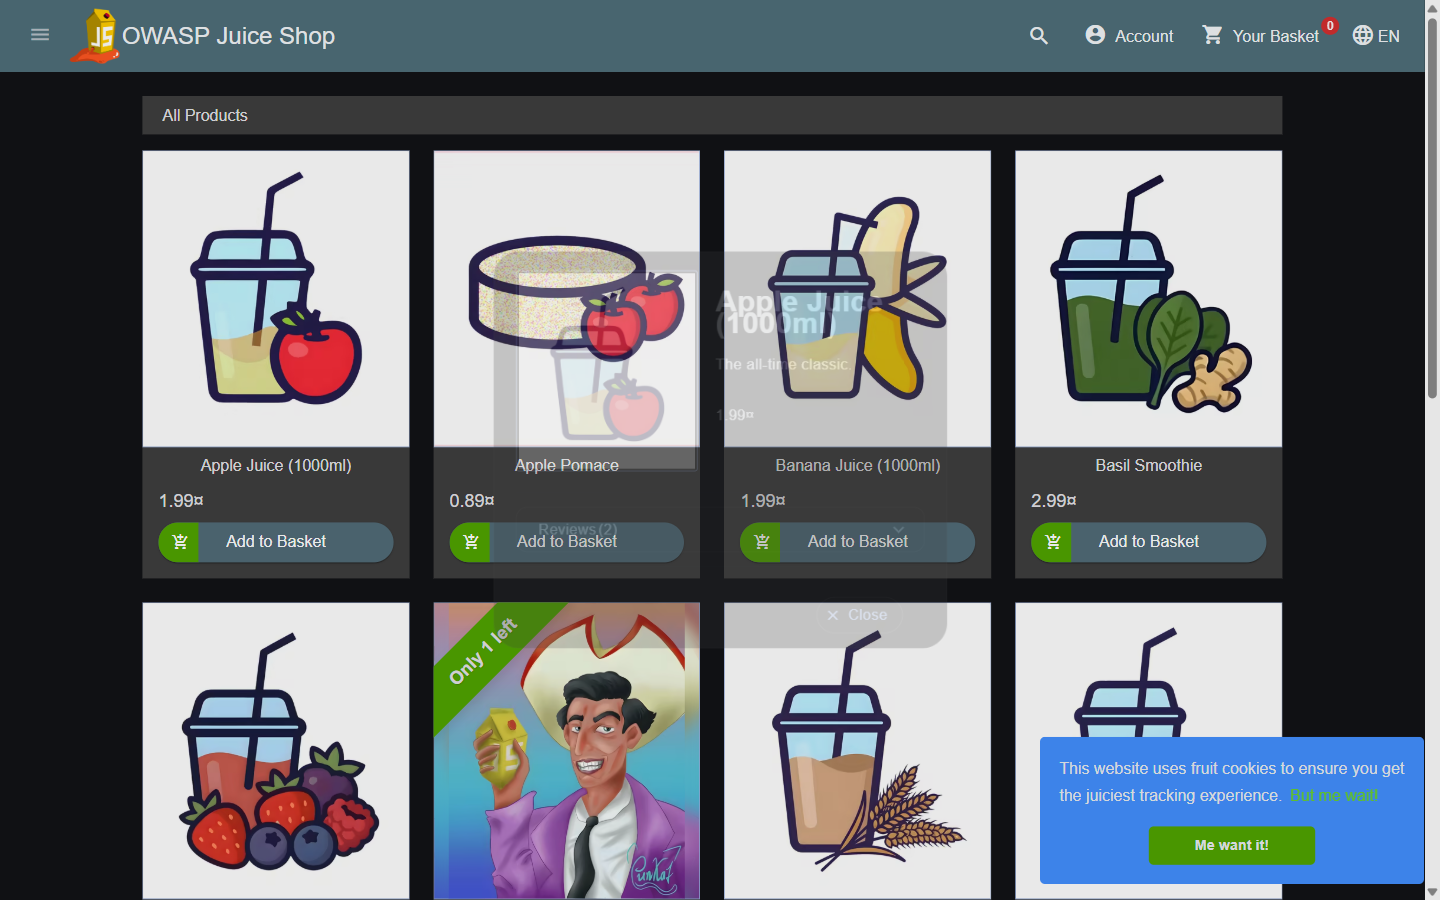 OWASP Juice Shop
Account
Your Basket
0
EN
All Products
Apple Juice (1000ml)
1.99¤
Add to Basket
Apple Pomace
0.89¤
Add to Basket
Banana Juice (1000ml)
1.99¤
Add to Basket
Basil Smoothie
2.99¤
Add to Basket
Apple Juice
(1000ml)
The all-time classic.
1.99¤
Reviews (2)
Close
Only 1 left
JS
This website uses fruit cookies to ensure you get
the juiciest tracking experience. But me wait!
Me want it!